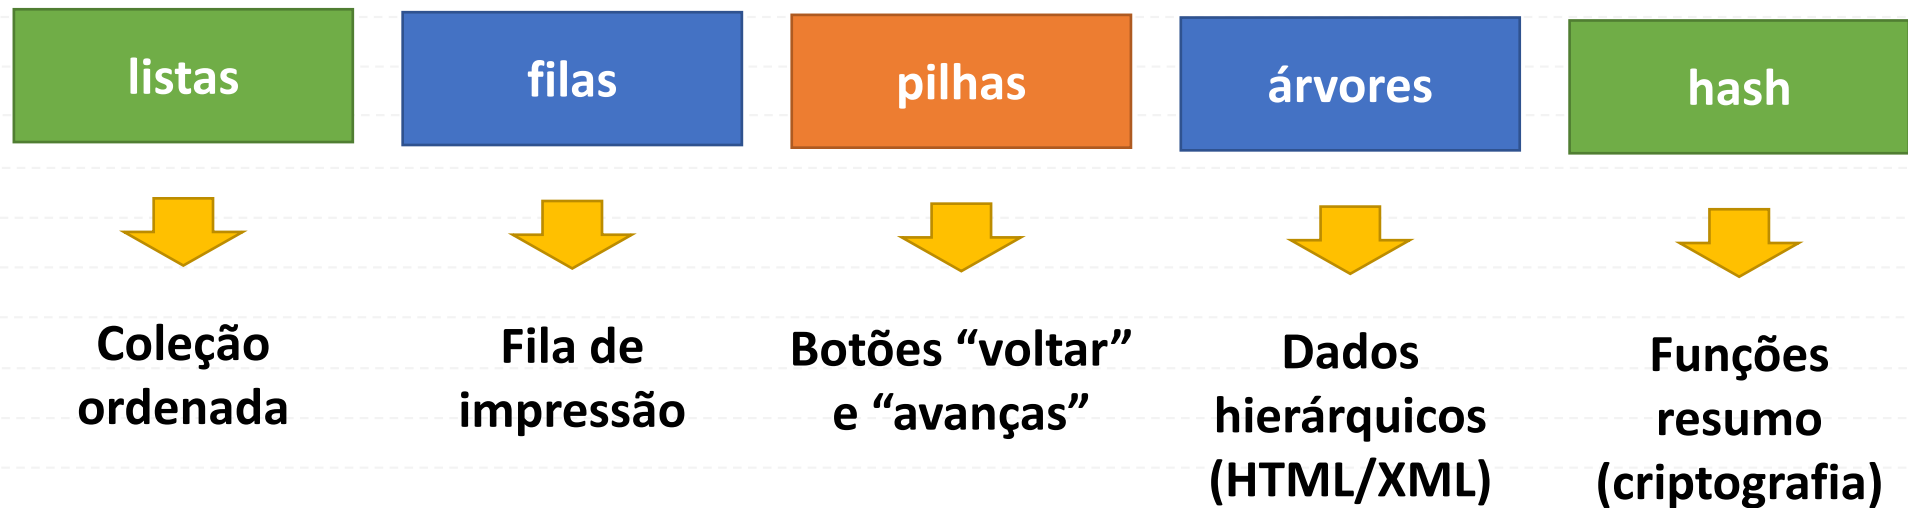 listas
filas
pilhas
árvores
hash
Coleção
ordenada
Fila de
impressão
Botões “voltar”
e “avanças”
Dados
hierárquicos
(HTML/XML)
Funções
resumo
(criptografia)